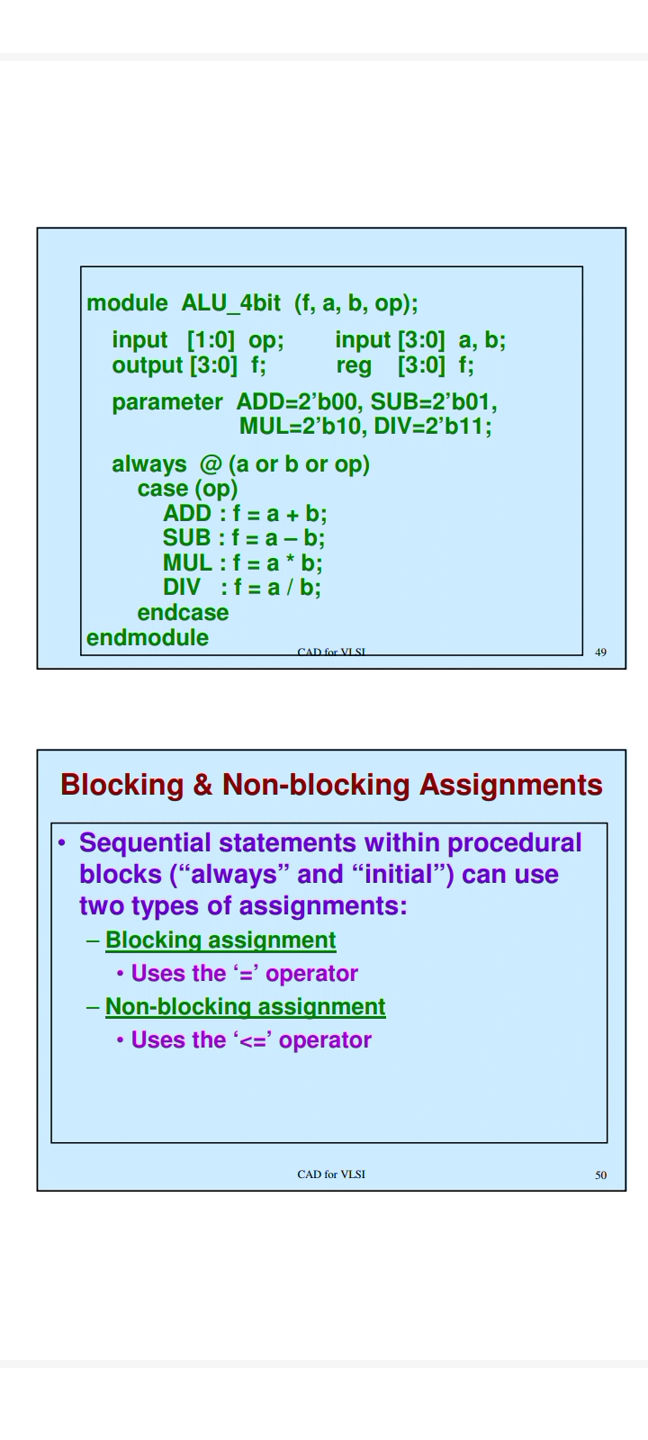 module ALU_4bit (f, a, b, op);
input [1:0] op; input [3:0] a, b;
output [3:0] f; reg [3:0] f;
parameter ADD=2’b00, SUB=2’b01,
MUL=2’b10, DIV=2’b11;
always @ (a or b or op)
case (op)
ADD : f = a + b;
SUB : f = a – b;
MUL : f = a * b;
DIV : f = a / b;
endcase
endmodule
CAD for VLSI 49
Blocking & Non-blocking Assignments
• Sequential statements within procedural
blocks (“always” and “initial”) can use
two types of assignments:
– Blocking assignment
• Uses the ‘=’ operator
– Non-blocking assignment
• Uses the ‘<=’ operator
CAD for VLSI 50